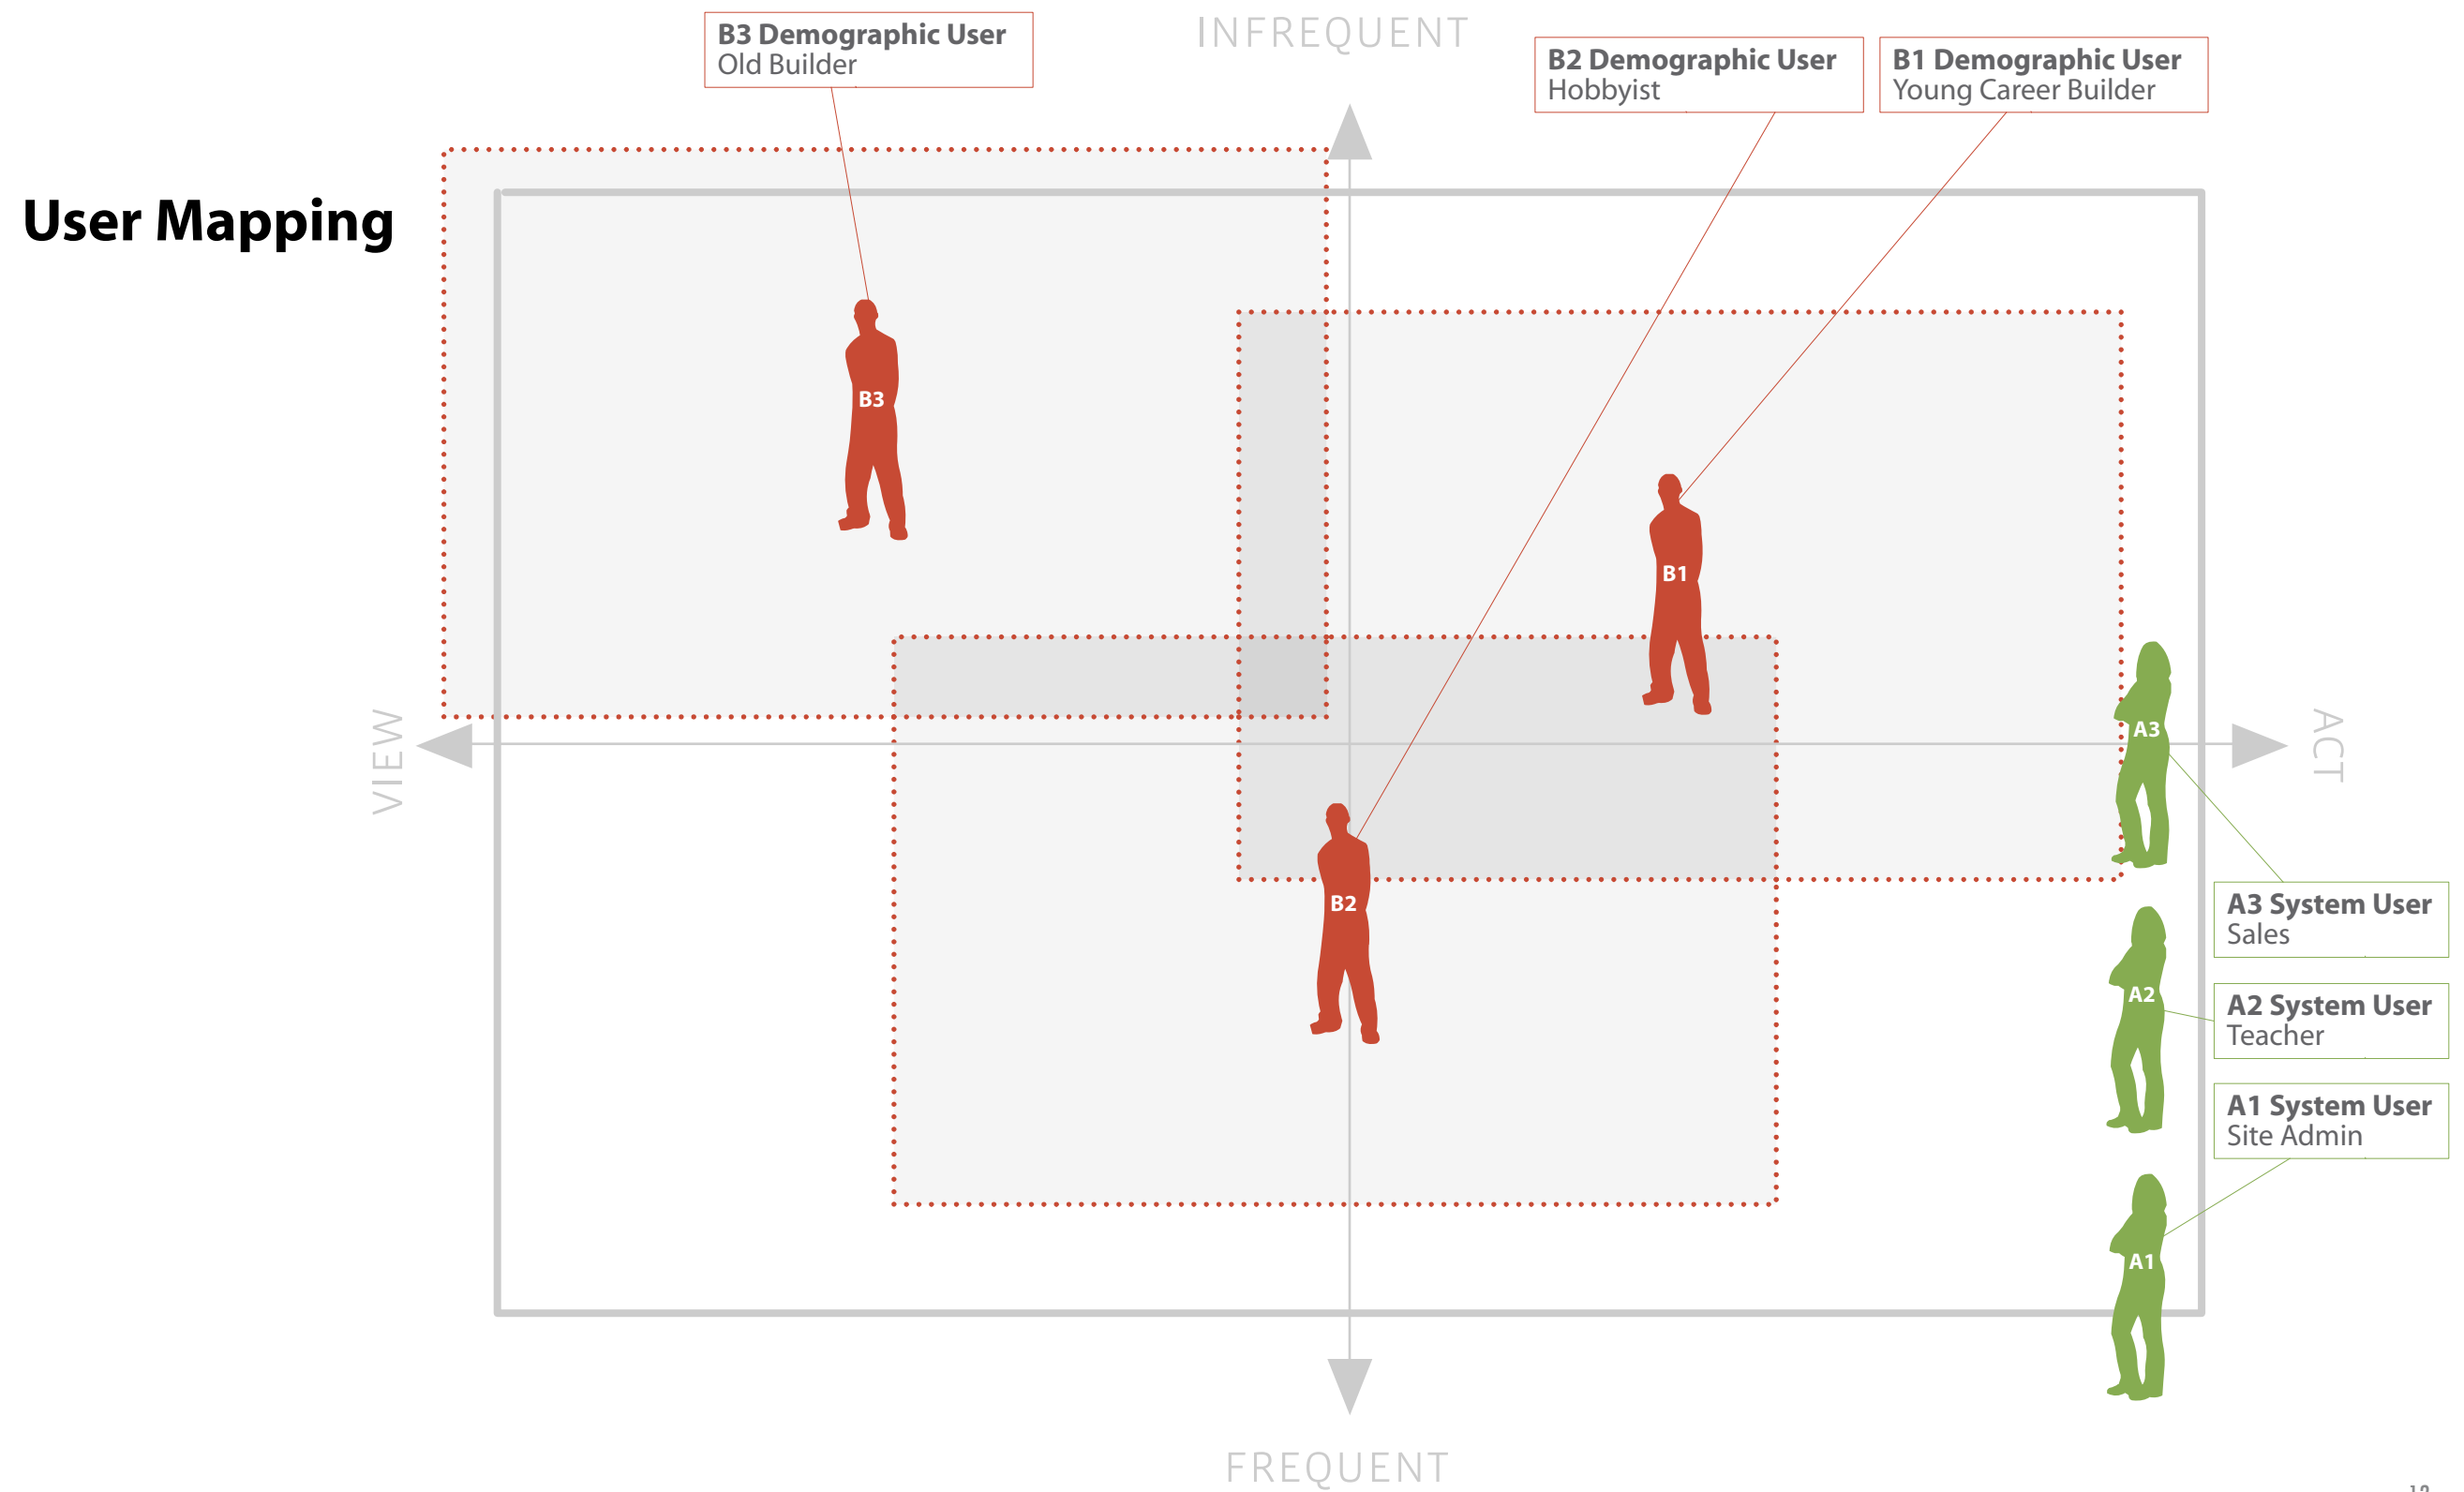 INFREQUENT
B3 Demographic User
Old Builder
B2 Demographic User
Hobbyist
B1 Demographic User
Young Career Builder
User Mapping
B3
B1
VIEW
ACT
A3
B2
A3 System User
Sales
A2
A2 System User
Teacher
A1 System User
Site Admin
A1
FREQUENT